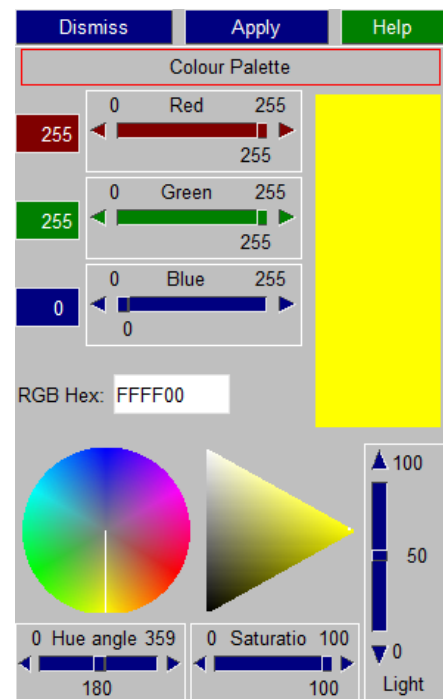 Dismiss Apply Help
Colour Palette
0 Red 255
255
255
0 Green 255
255
255
0 Blue 255
0
0
RGB Hex: FFFF00
100
50
0
Light
0 Hue angle 359
180
0 Saturatio 100
100